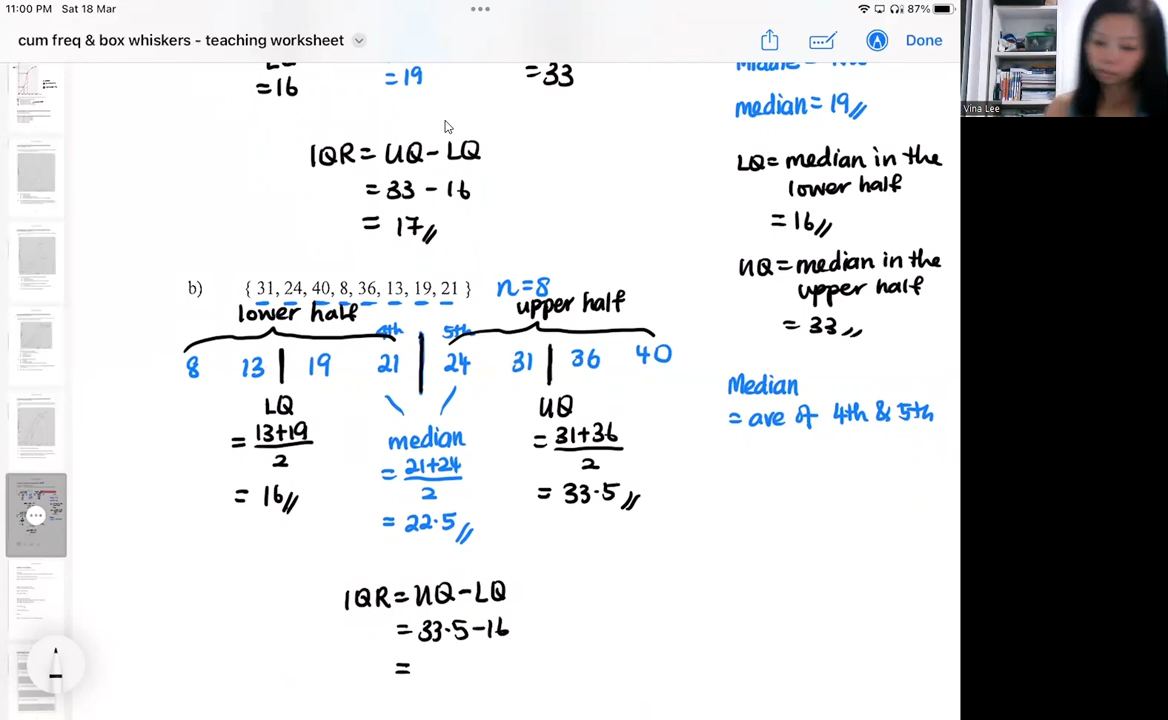 11:00 PM Sat 18 Mar
87%
cum freq & box whiskers - teaching worksheet
Done
Vina Lee
= 16
= 19
= 33
median = 19
IQR = UQ - LQ
= 33 - 16
= 17
LQ = median in the
lower half
= 16
UQ = median in the
upper half
= 33
b) { 31, 24, 40, 8, 36, 13, 19, 21 } n = 8
lower half upper half
4th 5th
8 13 | 19 21 | 24 31 | 36 40
LQ
= 13+19
2
= 16
median
= 21+24
2
= 22.5
UQ
= 31+36
2
= 33.5
Median
= ave of 4th & 5th
IQR = UQ - LQ
= 33.5 - 16
=